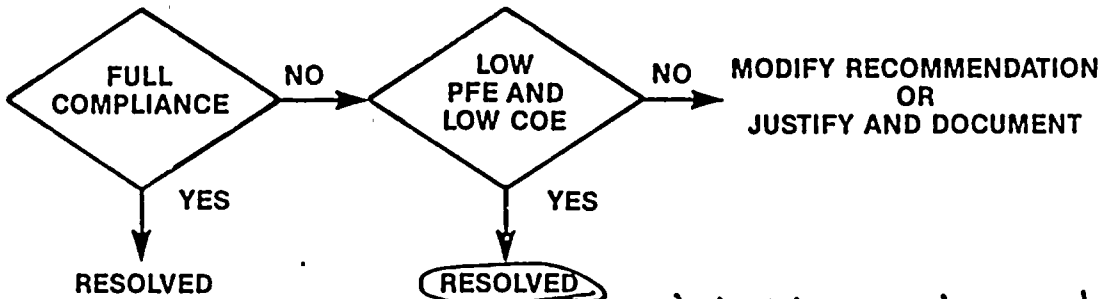 FULL
COMPLIANCE
NO
LOW
PFE AND
LOW COE
NO
MODIFY RECOMMENDATION
OR
JUSTIFY AND DOCUMENT
YES
YES
RESOLVED
RESOLVED